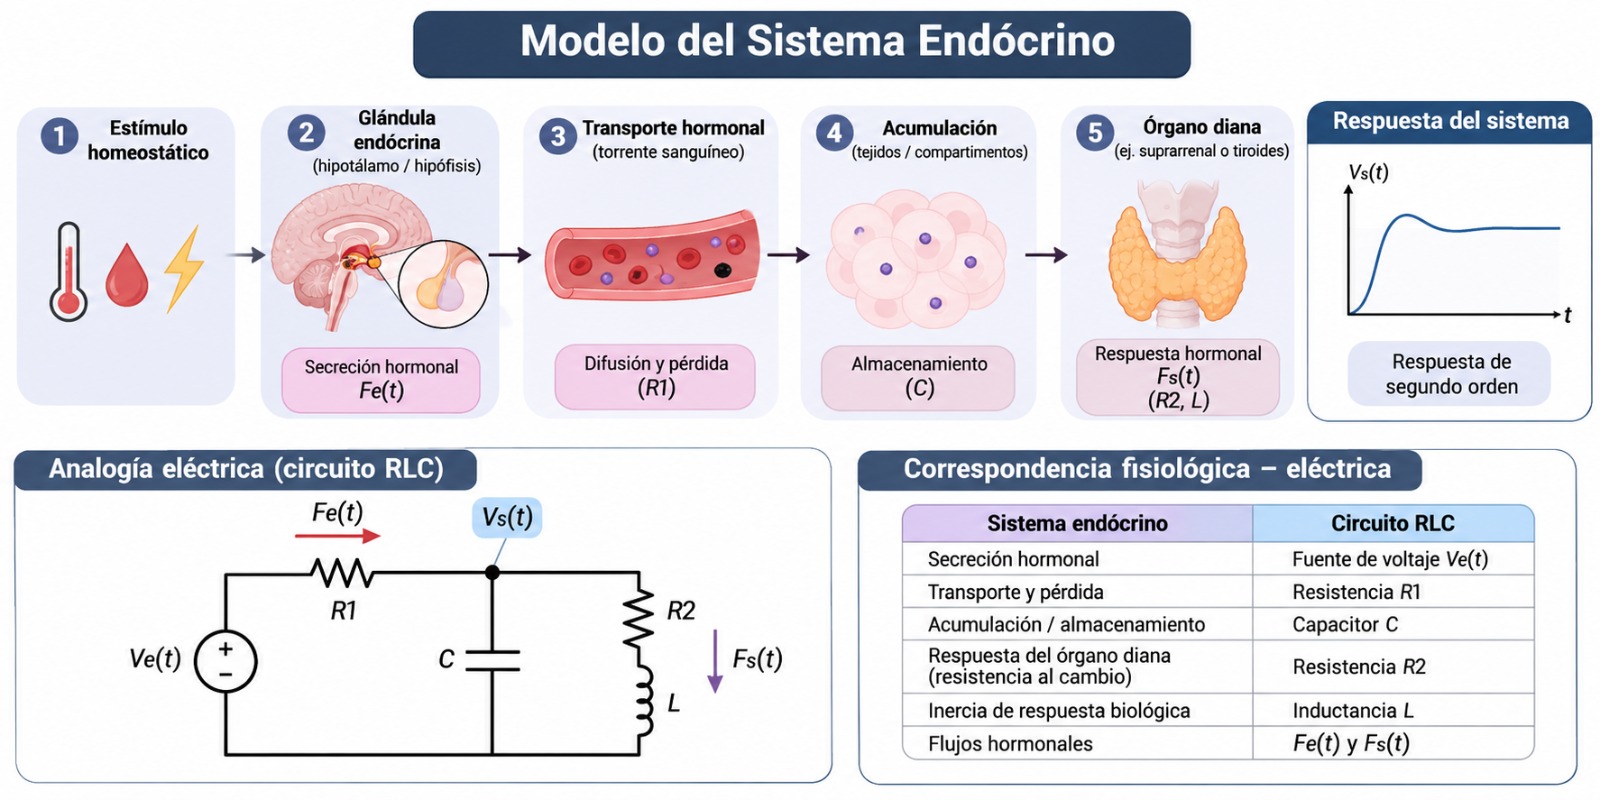 Modelo del Sistema Endócrino
1 Estímulo
homeostático
2 Glándula
endócrina
(hipotálamo / hipófisis)
Secreción hormonal
Fe(t)
3 Transporte hormonal
(torrente sanguíneo)
Difusión y pérdida
(R1)
4 Acumulación
(tejidos / compartimentos)
Almacenamiento
(C)
5 Órgano diana
(ej. suprarrenal o tiroides)
Respuesta hormonal
Fs(t)
(R2, L)
Respuesta del sistema
Vs(t)
t
Respuesta de
segundo orden
Analogía eléctrica (circuito RLC)
Fe(t)
Vs(t)
R1
R2
Ve(t)
+
−
C
Fs(t)
L
Correspondencia fisiológica – eléctrica
Sistema endócrino Circuito RLC
Secreción hormonal Fuente de voltaje Ve(t)
Transporte y pérdida Resistencia R1
Acumulación / almacenamiento Capacitor C
Respuesta del órgano diana
(resistencia al cambio) Resistencia R2
Inercia de respuesta biológica Inductancia L
Flujos hormonales Fe(t) y Fs(t)